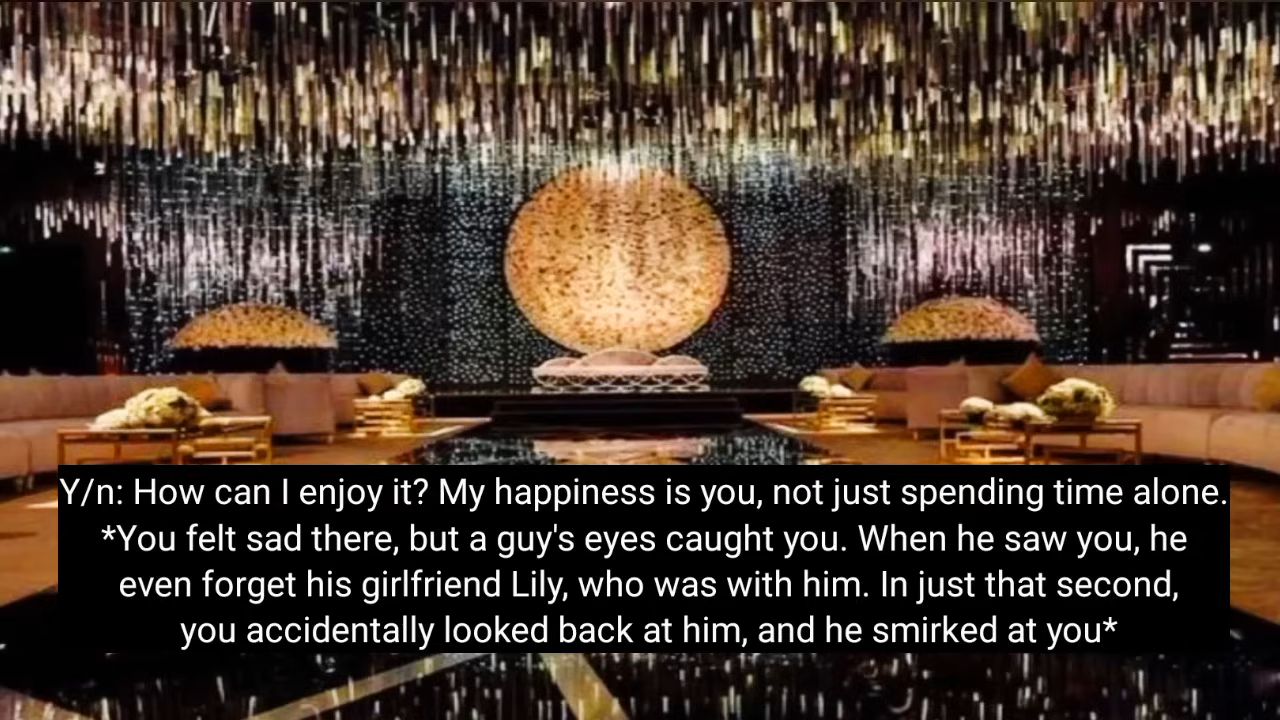 Y/n: How can I enjoy it? My happiness is you, not just spending time alone.
*You felt sad there, but a guy's eyes caught you. When he saw you, he
even forget his girlfriend Lily, who was with him. In just that second,
you accidentally looked back at him, and he smirked at you*